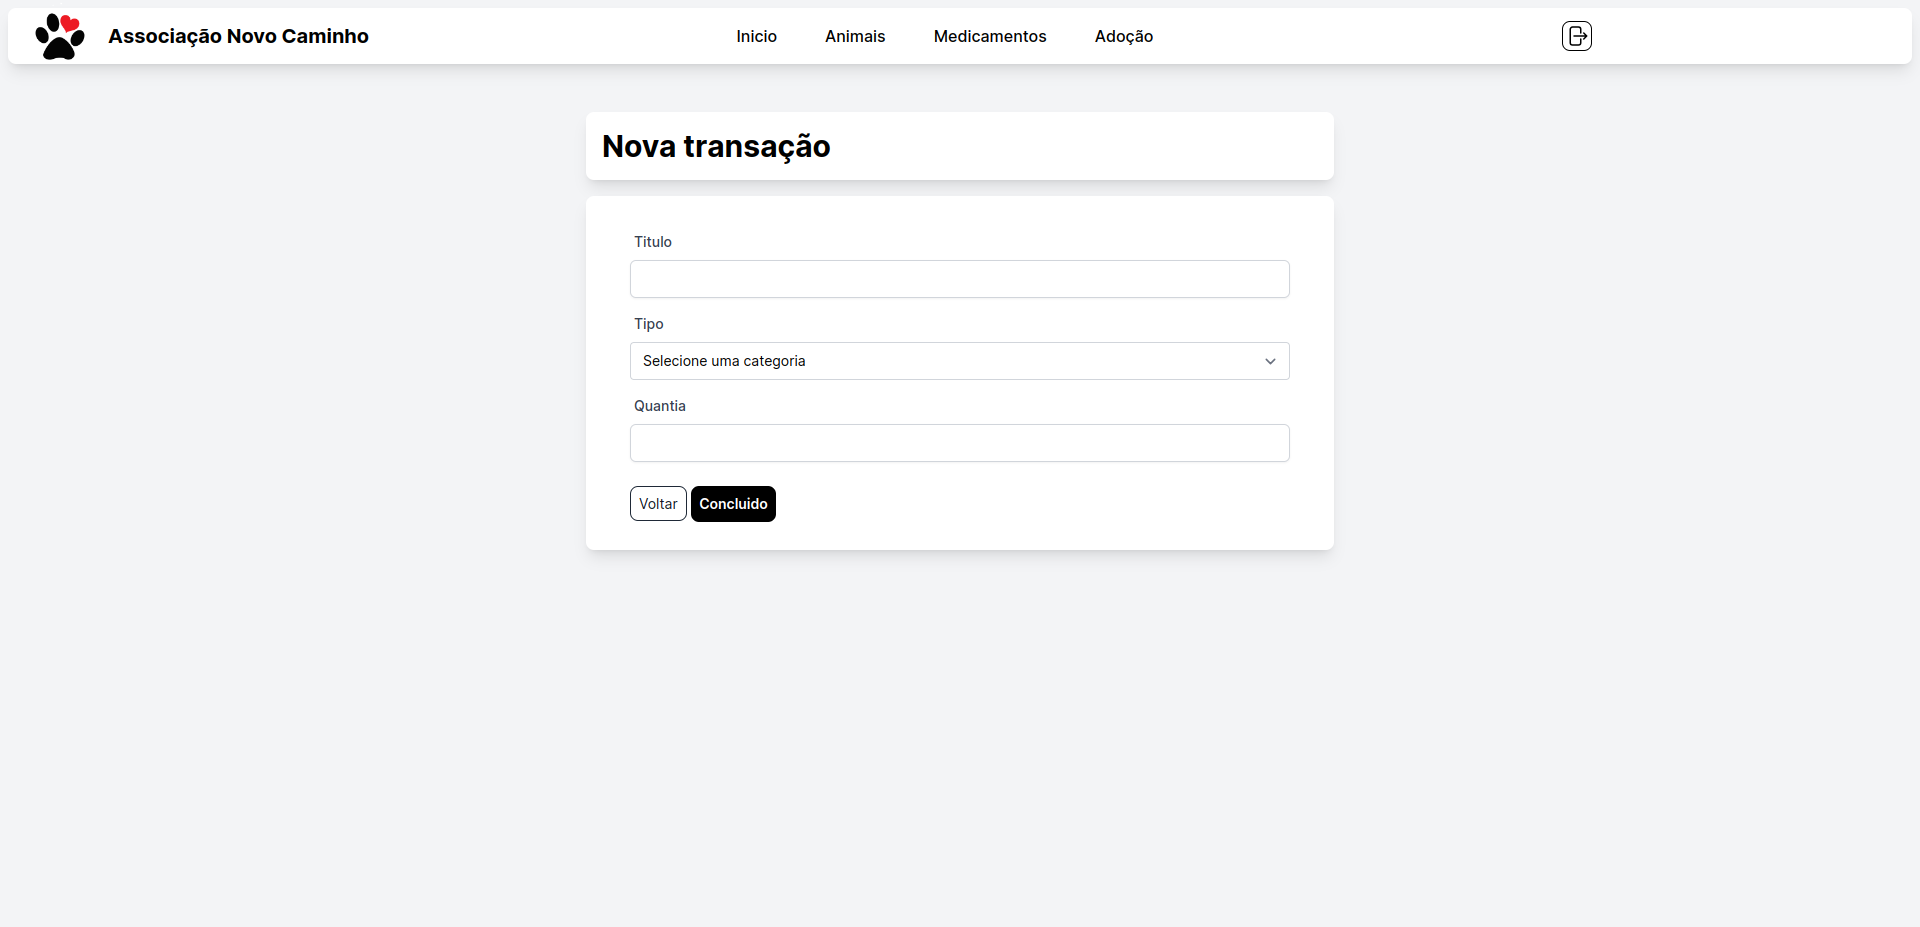 Associação Novo Caminho
Inicio
Animais
Medicamentos
Adoção
Nova transação
Titulo
Tipo
Selecione uma categoria
Quantia
Voltar
Concluido